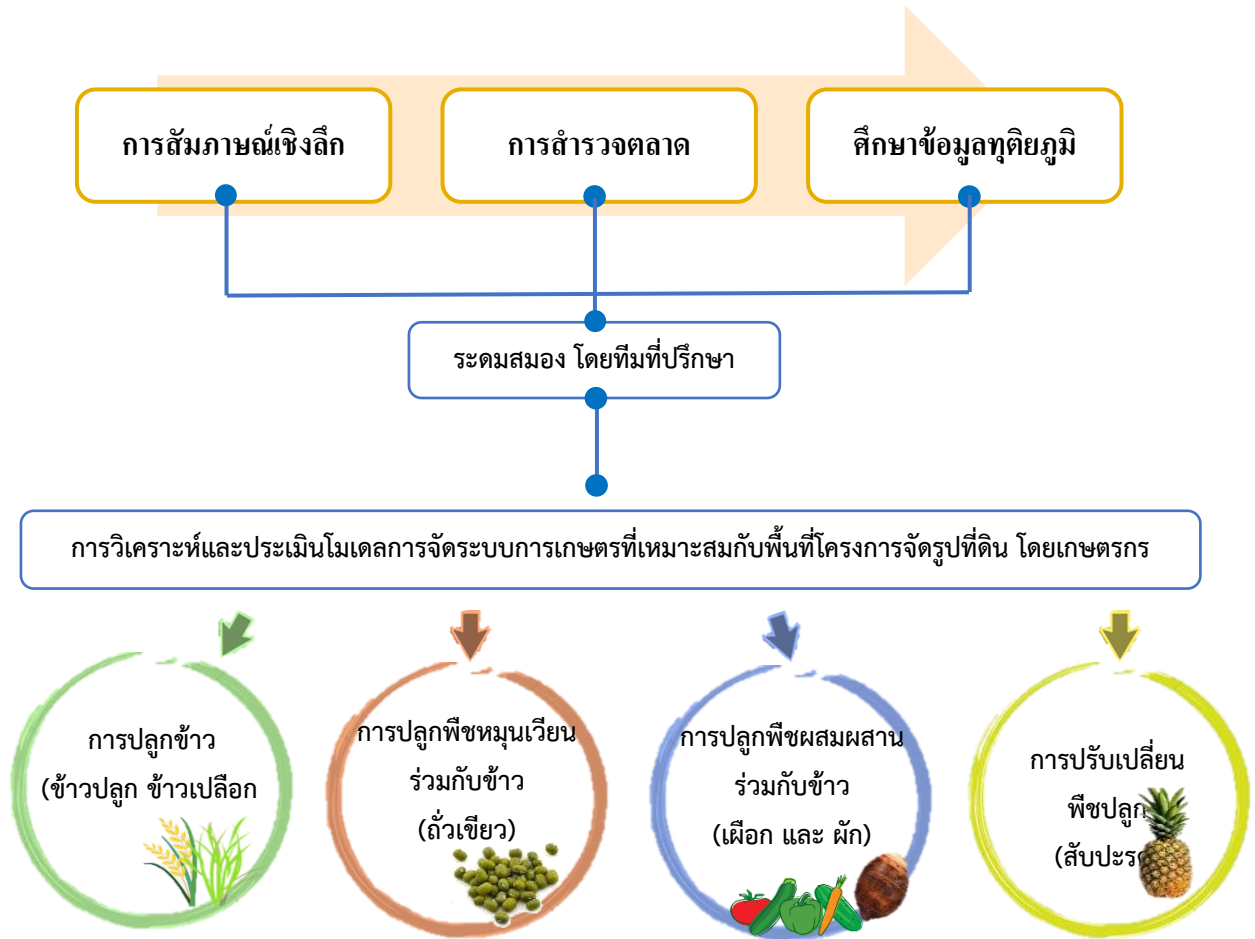 การสัมภาษณ์เชิงลึก
การสำรวจตลาด
ศึกษาข้อมูลทุติยภูมิ
ระดมสมอง โดยทีมที่ปรึกษา
การวิเคราะห์และประเมินโมเดลการจัดระบบการเกษตรที่เหมาะสมกับพื้นที่โครงการจัดรูปที่ดิน โดยเกษตรกร
การปลูกข้าว
(ข้าวปลูก ข้าวเปลือก
การปลูกพืชหมุนเวียน
ร่วมกับข้าว
(ถั่วเขียว)
การปลูกพืชผสมผสาน
ร่วมกับข้าว
(เผือก และ ผัก)
การปรับเปลี่ยน
พืชปลูก
(สับปะรด